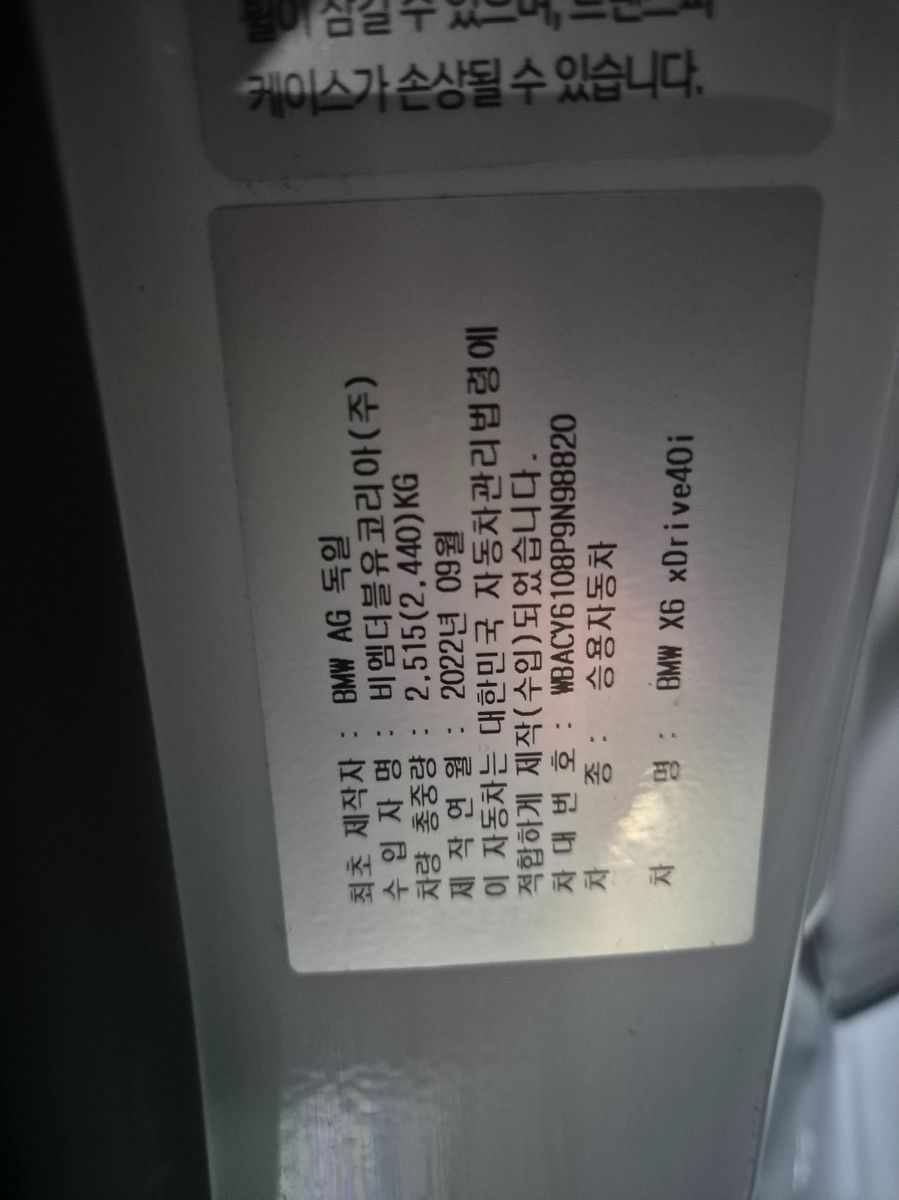 케이스가 손상될 수 있습니다.
최초 제작자 : BMW AG 독일
수 입 자 명 : 비엠더블유코리아(주)
차량 총중량 : 2,515(2,440)KG
제 작 연 월 : 2022년 09월
이 자동차는 대한민국 자동차관리법령에
적합하게 제작(수입)되었습니다.
차 대 번 호 : WBACY6108P9N98820
차 종 : 승용자동차
차 명 : BMW X6 xDrive40i